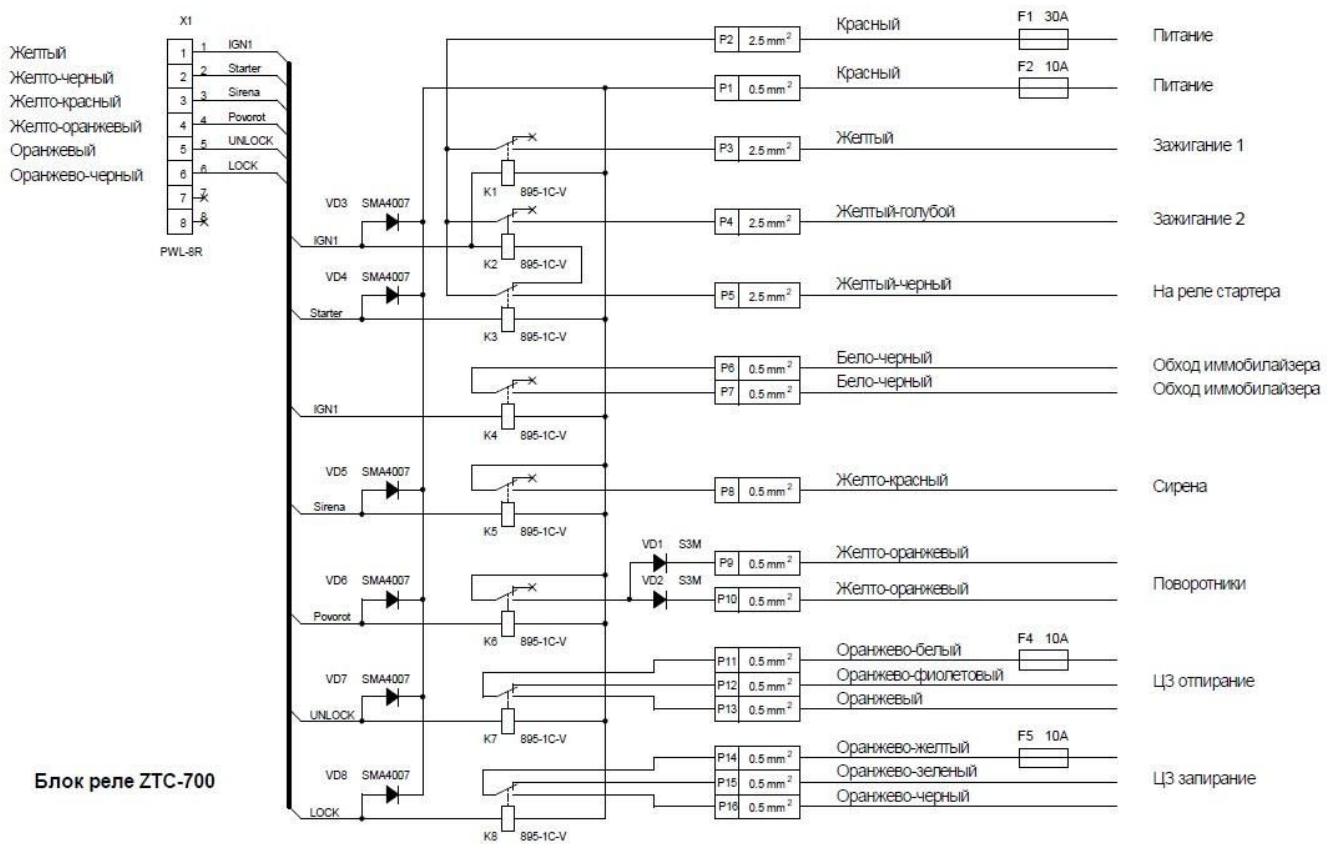 X1
Желтый 1 1 IGN1
Желто-черный 2 2 Starter
Желто-красный 3 3 Sirena
Желто-оранжевый 4 4 Povorot
Оранжевый 5 5 UNLOCK
Оранжево-черный 6 6 LOCK
7 7
8 8
PWL-8R
P2 2.5 mm² Красный F1 30A Питание
P1 0.5 mm² Красный F2 10A Питание
P3 2.5 mm² Желтый Зажигание 1
K1 895-1C-V
VD3 SMA4007
P4 2.5 mm² Желтый-голубой Зажигание 2
IGN1
K2 895-1C-V
VD4 SMA4007
P5 2.5 mm² Желтый-черный На реле стартера
Starter
K3 895-1C-V
P6 0.5 mm² Бело-черный Обход иммобилайзера
P7 0.5 mm² Бело-черный Обход иммобилайзера
IGN1
K4 895-1C-V
VD5 SMA4007
P8 0.5 mm² Желто-красный Сирена
Sirena
K5 895-1C-V
VD1 S3M
P9 0.5 mm² Желто-оранжевый
VD6 SMA4007
VD2 S3M
P10 0.5 mm² Желто-оранжевый
Поворотники
Povorot
K6 895-1C-V
P11 0.5 mm² Оранжево-белый F4 10A
VD7 SMA4007
P12 0.5 mm² Оранжево-фиолетовый ЦЗ отпирание
P13 0.5 mm² Оранжевый
UNLOCK
K7 895-1C-V
P14 0.5 mm² Оранжево-желтый F5 10A
Блок реле ZTC-700
VD8 SMA4007
P15 0.5 mm² Оранжево-зеленый ЦЗ запирание
P16 0.5 mm² Оранжево-черный
LOCK
K8 895-1C-V